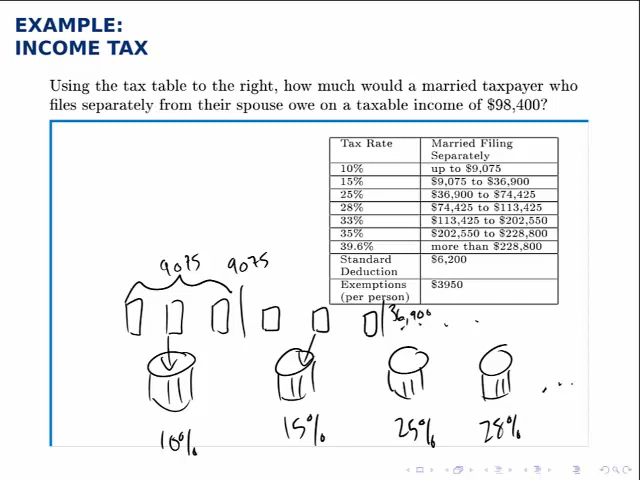 EXAMPLE:
INCOME TAX
Using the tax table to the right, how much would a married taxpayer who
files separately from their spouse owe on a taxable income of $98,400?
Tax Rate Married Filing Separately
10% up to $9,075
15% $9,075 to $36,900
25% $36,900 to $74,425
28% $74,425 to $113,425
33% $113,425 to $202,550
35% $202,550 to $228,800
39.6% more than $228,800
Standard Deduction $6,200
Exemptions (per person) $3950
9075 9075
36,900
10% 15% 25% 28% ...